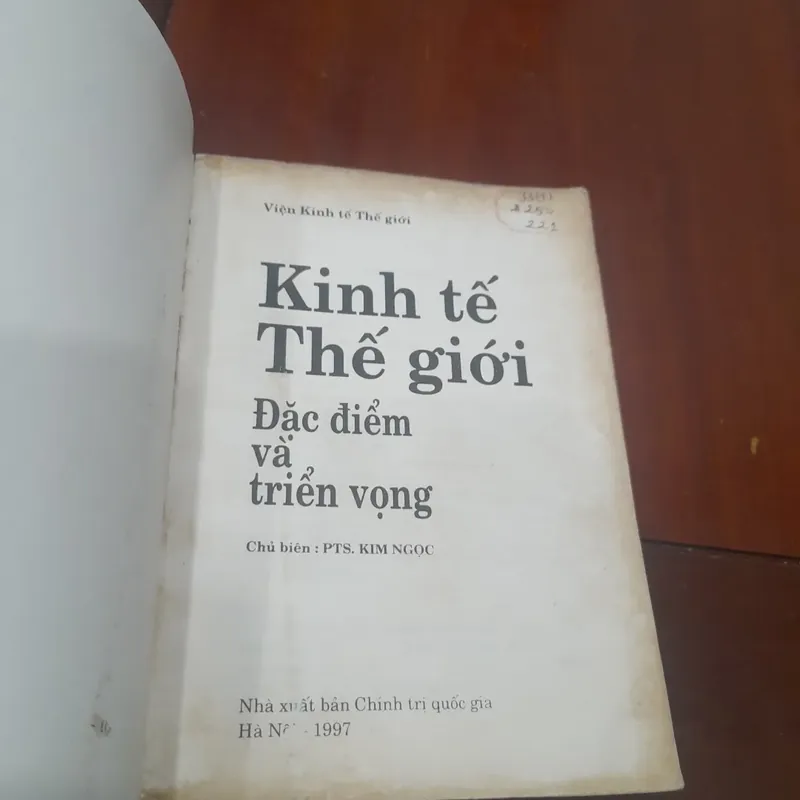 Viện Kinh tế Thế giới
221
Kinh tế
Thế giới
Đặc điểm
và
triển vọng
Chủ biên : PTS. KIM NGỌC
Nhà xuất bản Chính trị quốc gia
Hà - 1997